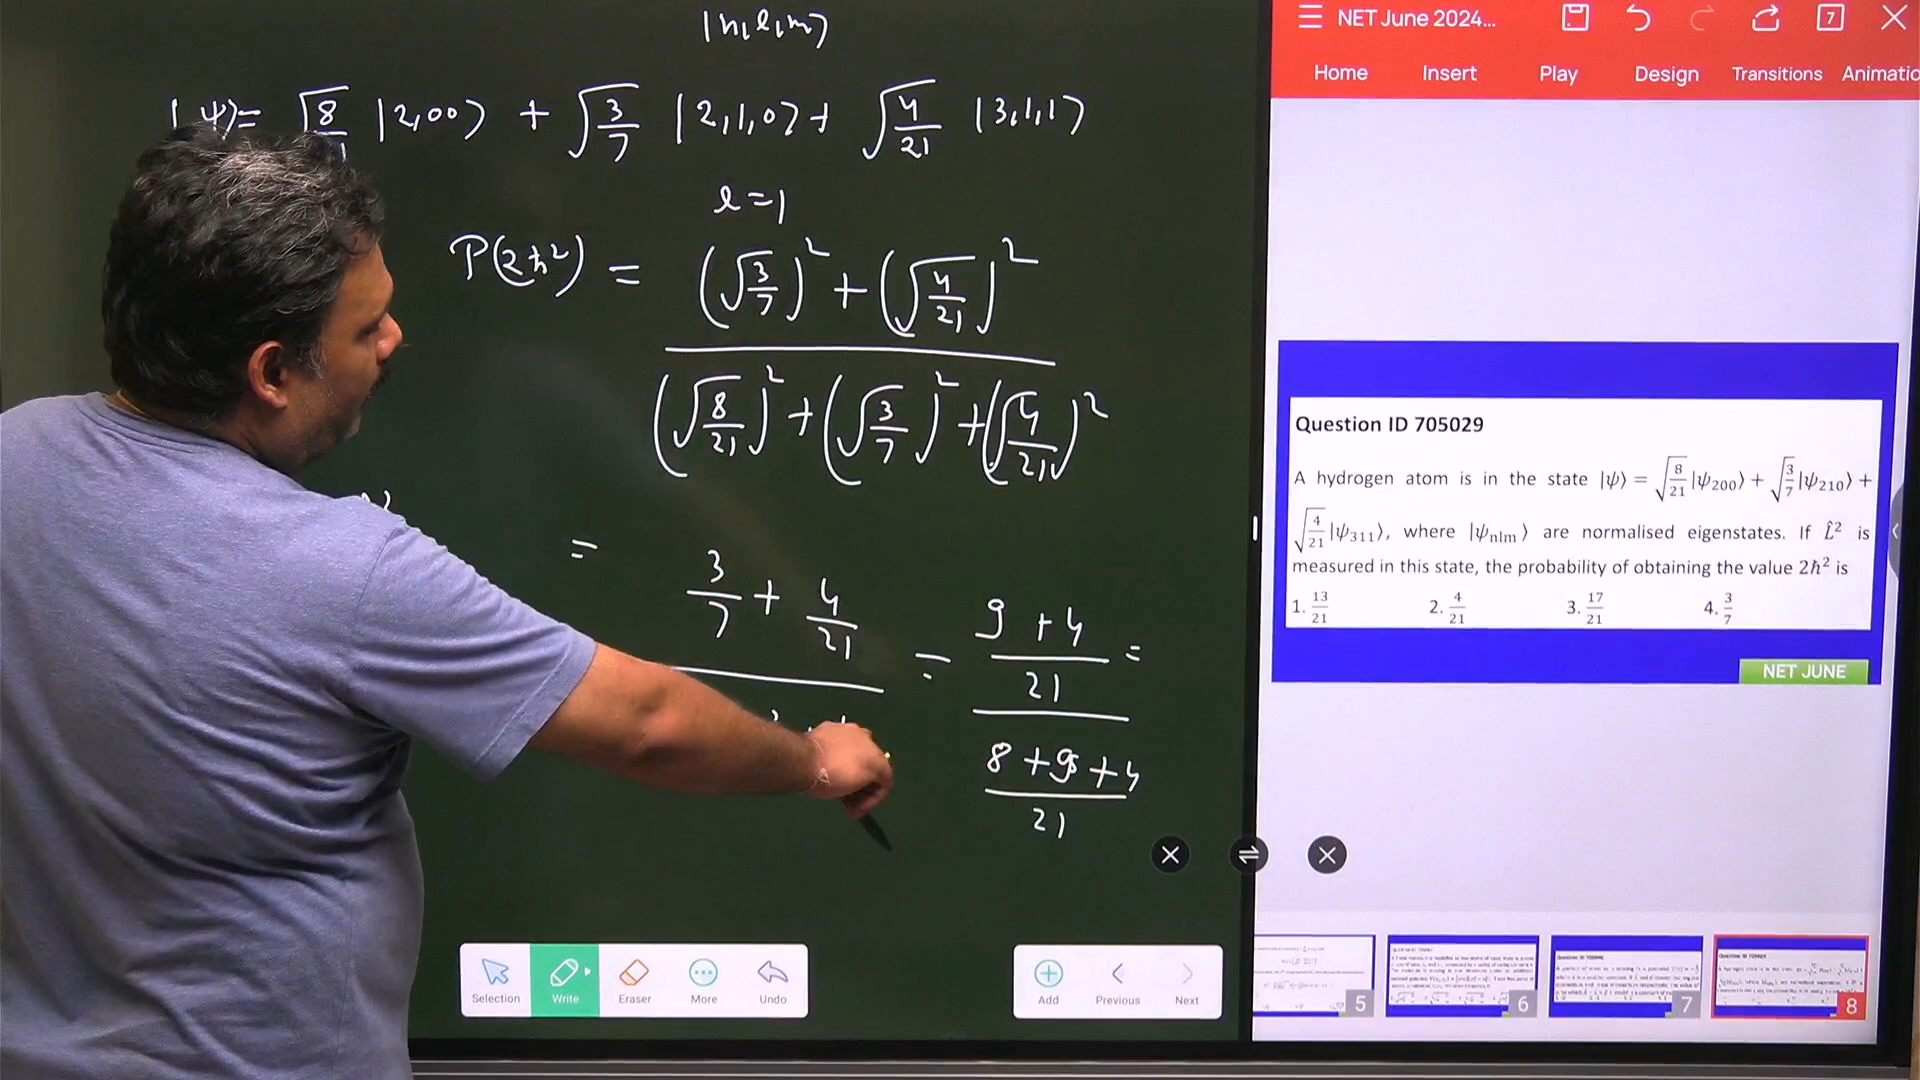 |n,l,m⟩
|ψ⟩= √8/ |2,00⟩ + √3/7 |2,1,0⟩ + √4/21 |3,1,1⟩
l=1
P(2ħ²) = (√3/7)² + (√4/21)²
(√8/21)² + (√3/7)² + (√4/21)²
= 3/7 + 4/21 = 9+4/21 =
8+9+4/21
Selection Write Eraser More Undo
Add Previous Next
NET June 2024... 7
Home Insert Play Design Transitions Animatio
Question ID 705029
A hydrogen atom is in the state |ψ⟩ = √8/21|ψ₂₀₀⟩ + √3/7|ψ₂₁₀⟩ +
√4/21|ψ₃₁₁⟩, where |ψₙₗₘ⟩ are normalised eigenstates. If L̂² is
measured in this state, the probability of obtaining the value 2ħ² is
1. 13/21 2. 4/21 3. 17/21 4. 3/7
NET JUNE
5 6 7 8